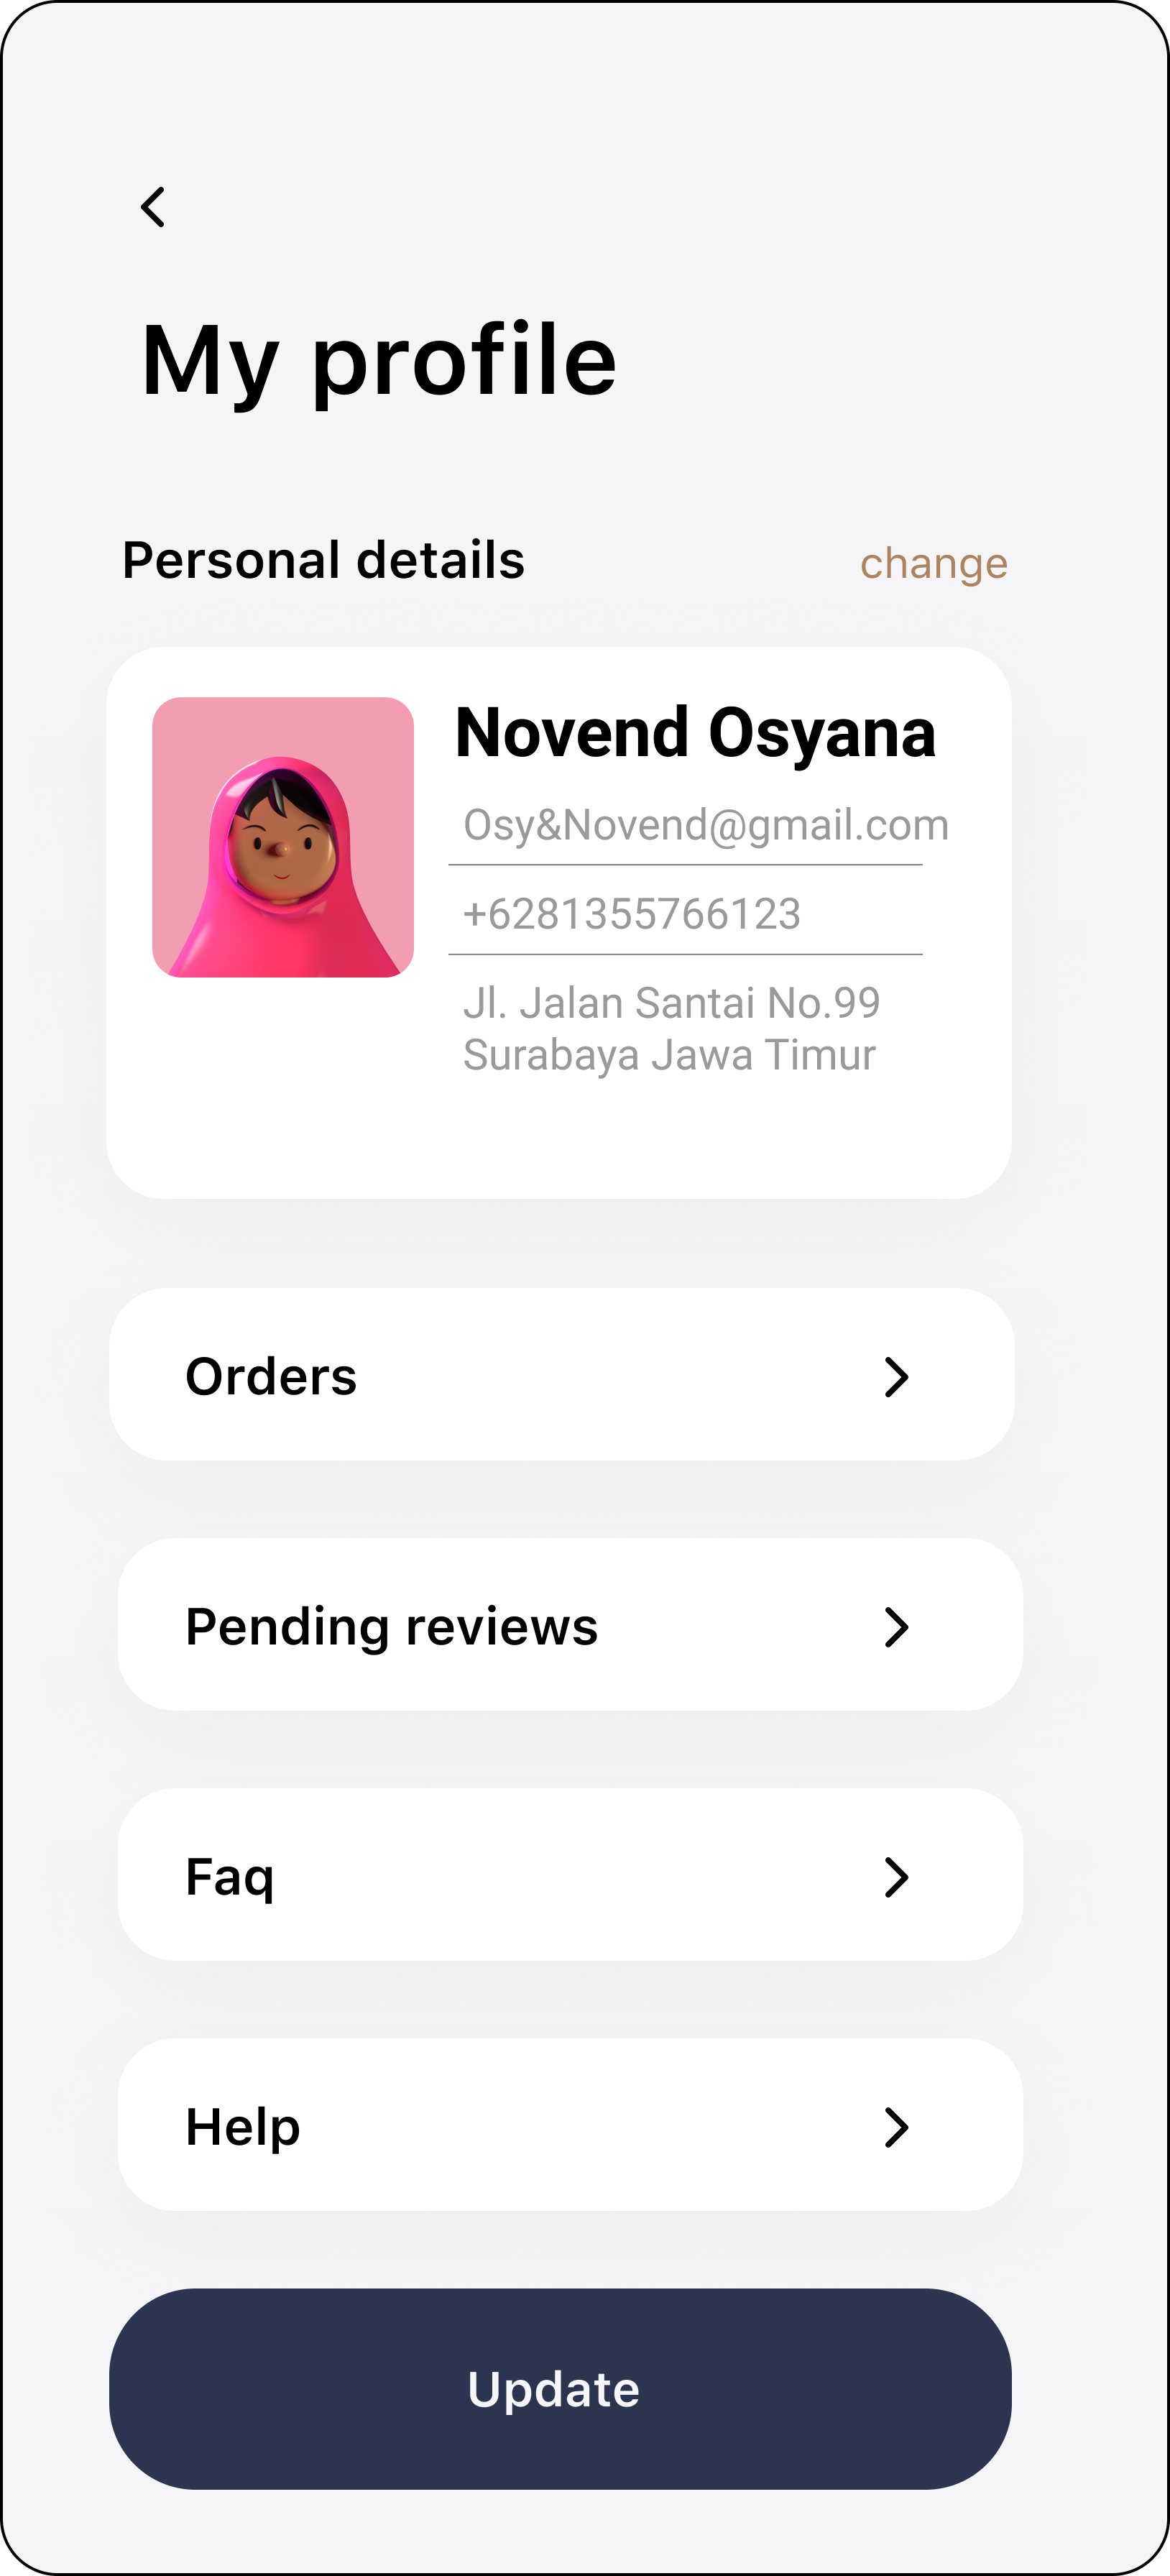 My profile
Personal details
change
Novend Osyana
Osy&Novend@gmail.com
+6281355766123
Jl. Jalan Santai No.99
Surabaya Jawa Timur
Orders
Pending reviews
Faq
Help
Update